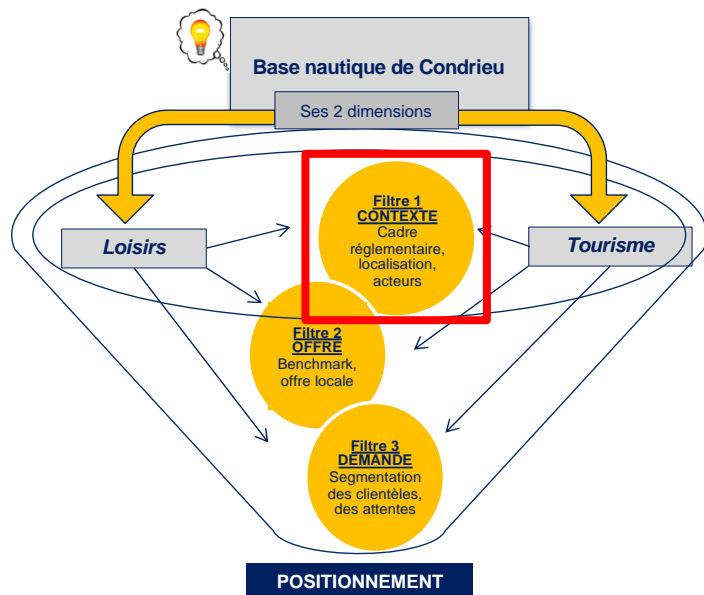 Base nautique de Condrieu
Ses 2 dimensions
Loisirs
Tourisme
Filtre 1
CONTEXTE
Cadre
réglementaire,
localisation,
acteurs
Filtre 2
OFFRE
Benchmark,
offre locale
Filtre 3
DEMANDE
Segmentation
des clientèles,
des attentes
POSITIONNEMENT